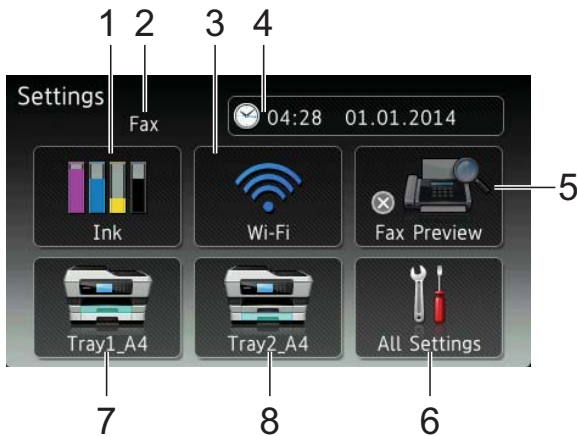 1 2 3 4
Settings
Fax
04:28 01.01.2014
5
Ink Wi-Fi Fax Preview
Tray1_A4 Tray2_A4 All Settings
7 8 6